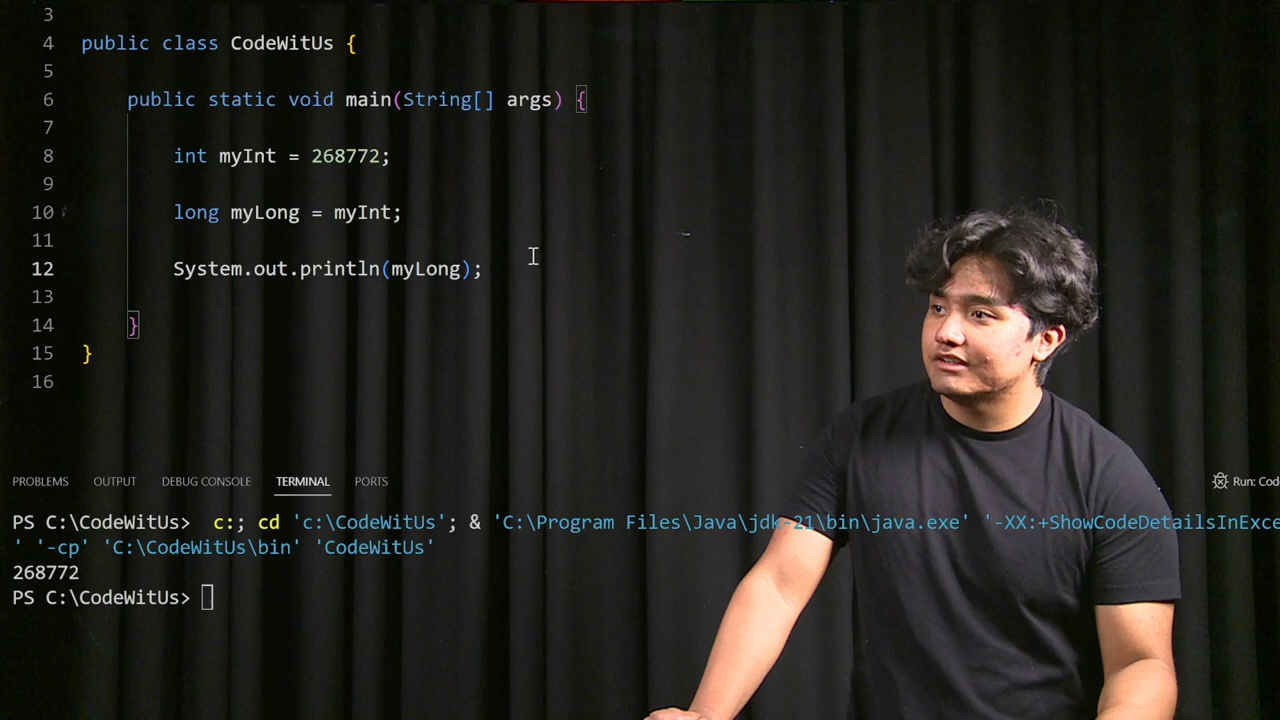 3
4 public class CodeWitUs {
5
6 public static void main(String[] args) {
7
8 int myInt = 268772;
9
10 long myLong = myInt;
11
12 System.out.println(myLong);
13
14 }
15 }
16
PROBLEMS OUTPUT DEBUG CONSOLE TERMINAL PORTS Run: Cod
PS C:\CodeWitUs> c:; cd 'c:\CodeWitUs'; & 'C:\Program Files\Java\jdk-21\bin\java.exe' '-XX:+ShowCodeDetailsInExce
' '-cp' 'C:\CodeWitUs\bin' 'CodeWitUs'
268772
PS C:\CodeWitUs>